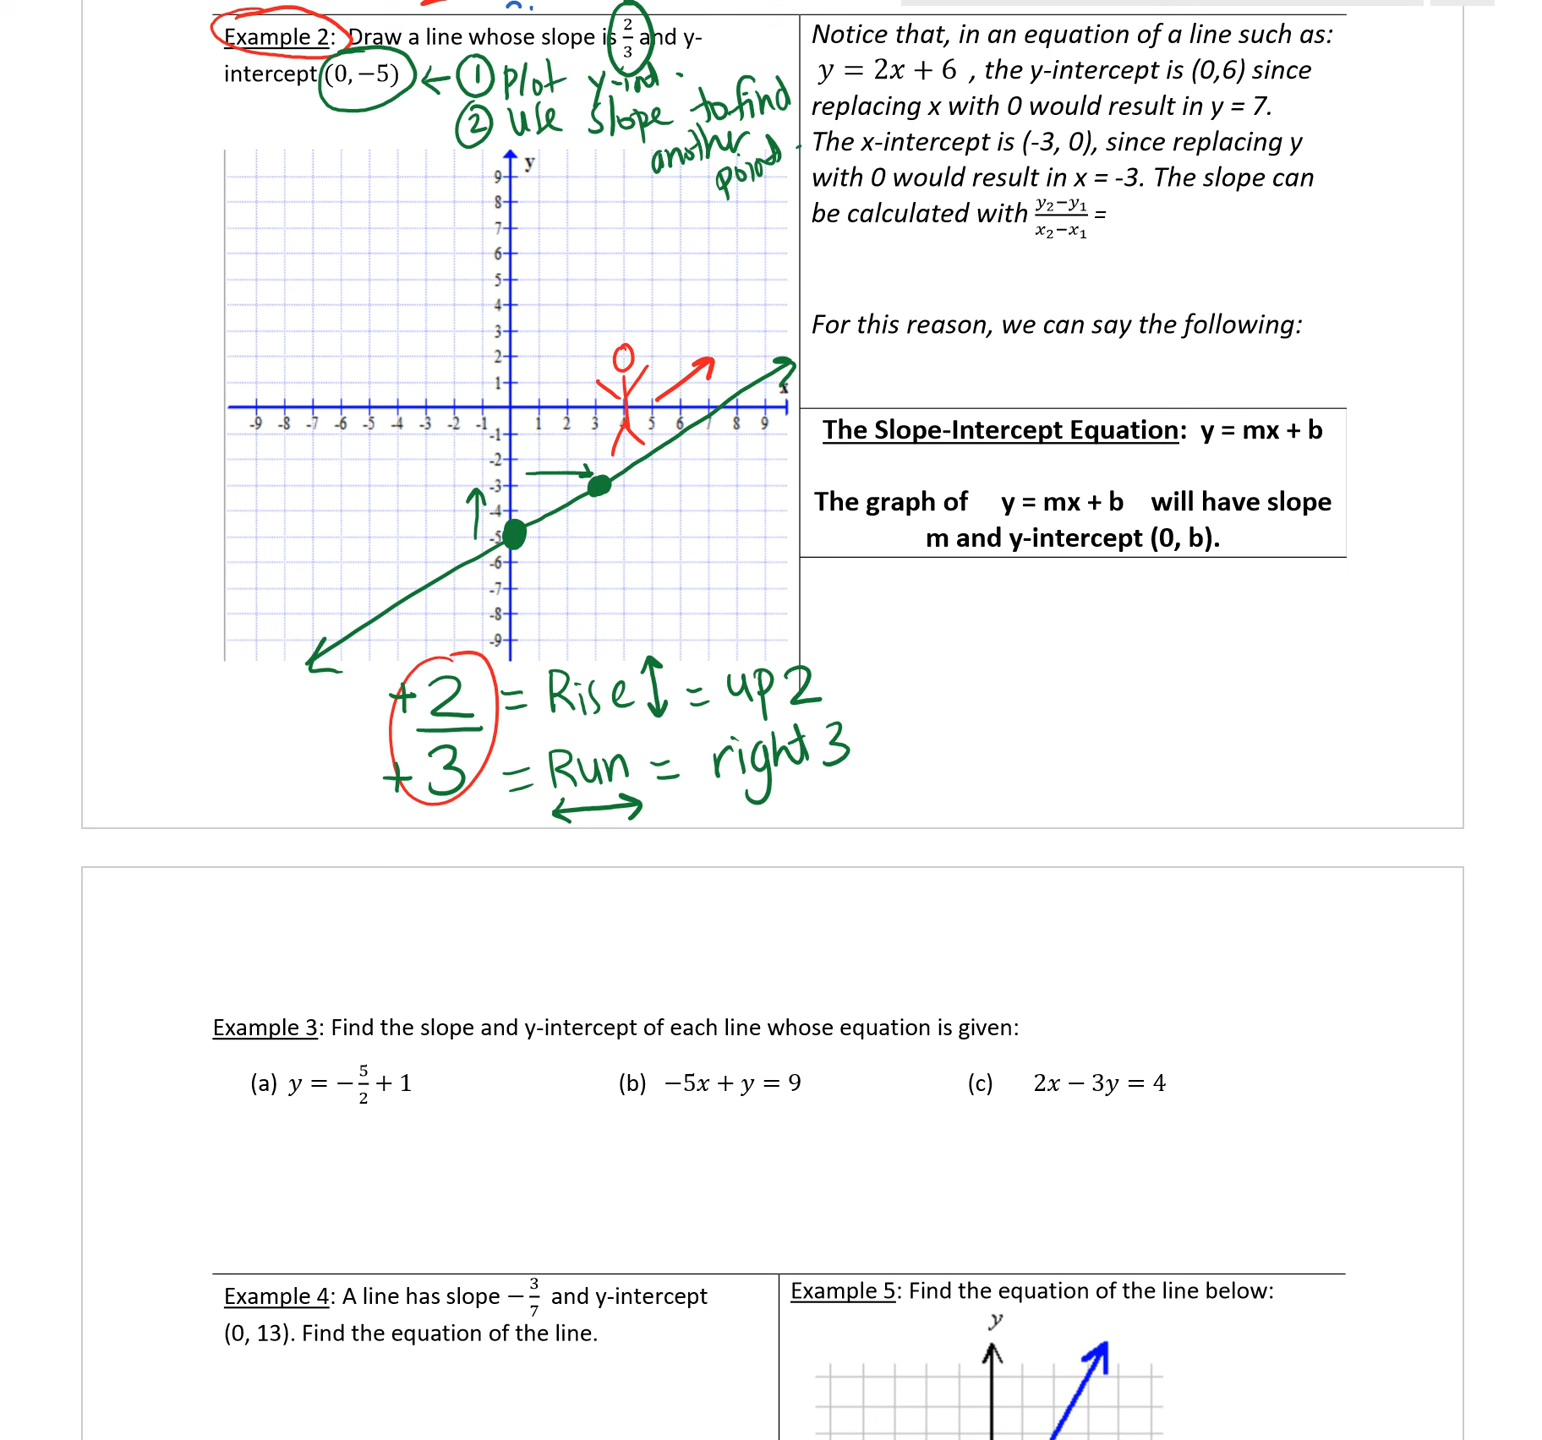 Example 2: Draw a line whose slope is 2/3 and y-
intercept (0, −5) ← ① plot y-int.
② use slope to find
another
point.
y
9
8
7
6
5
4
3
2
1
x
-9 -8 -7 -6 -5 -4 -3 -2 -1 1 2 3 4 5 6 7 8 9
-1
-2
-3
-4
-5
-6
-7
-8
-9
+2 = Rise ↕ = up 2
+3 = Run = right 3
↔
Notice that, in an equation of a line such as:
y = 2x + 6 , the y-intercept is (0,6) since
replacing x with 0 would result in y = 7.
The x-intercept is (-3, 0), since replacing y
with 0 would result in x = -3. The slope can
be calculated with y₂−y₁/x₂−x₁ =
For this reason, we can say the following:
The Slope-Intercept Equation: y = mx + b
The graph of y = mx + b will have slope
m and y-intercept (0, b).
Example 3: Find the slope and y-intercept of each line whose equation is given:
(a) y = −5/2 + 1 (b) −5x + y = 9 (c) 2x − 3y = 4
Example 4: A line has slope −3/7 and y-intercept
(0, 13). Find the equation of the line.
Example 5: Find the equation of the line below:
y